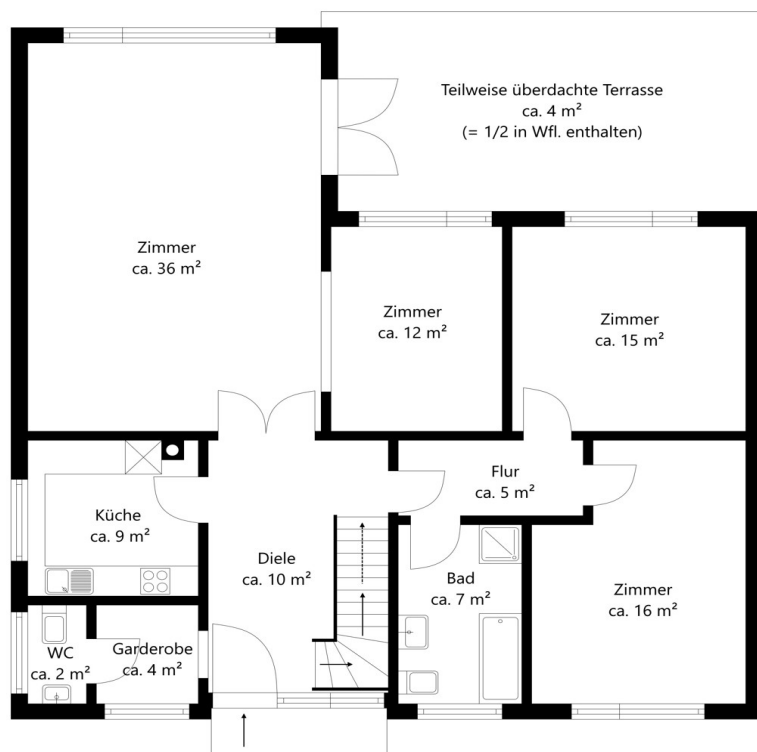 Teilweise überdachte Terrasse
ca. 4 m²
(= 1/2 in Wfl. enthalten)
Zimmer
ca. 36 m²
Zimmer
ca. 12 m²
Zimmer
ca. 15 m²
Flur
ca. 5 m²
Küche
ca. 9 m²
Diele
ca. 10 m²
Bad
ca. 7 m²
Zimmer
ca. 16 m²
WC
ca. 2 m²
Garderobe
ca. 4 m²